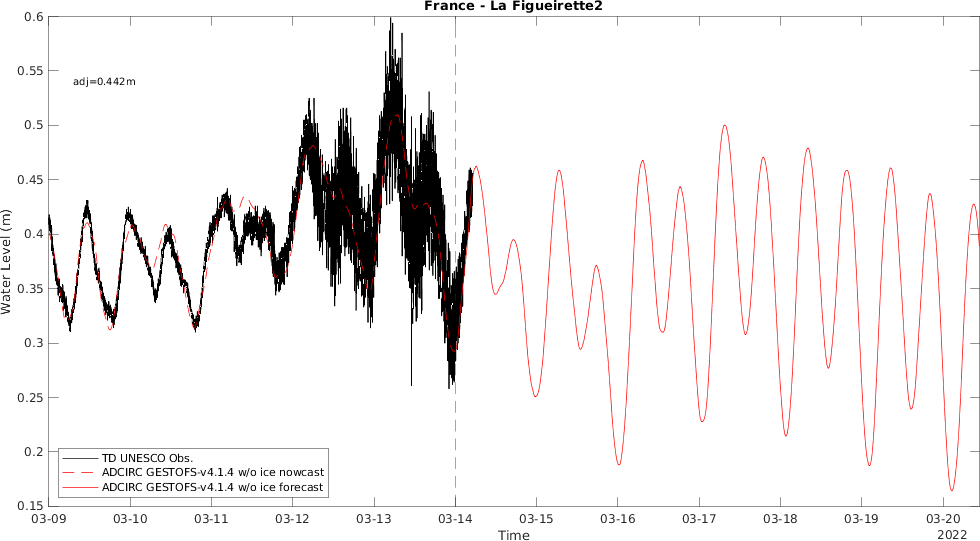 France - La Figueirette2
0.6
0.55
0.5
0.45
0.4
0.35
0.3
0.25
0.2
0.15
Water Level (m)
adj=0.442m
TD UNESCO Obs.
ADCIRC GESTOFS-v4.1.4 w/o ice nowcast
ADCIRC GESTOFS-v4.1.4 w/o ice forecast
03-09 03-10 03-11 03-12 03-13 03-14 03-15 03-16 03-17 03-18 03-19 03-20
Time
2022